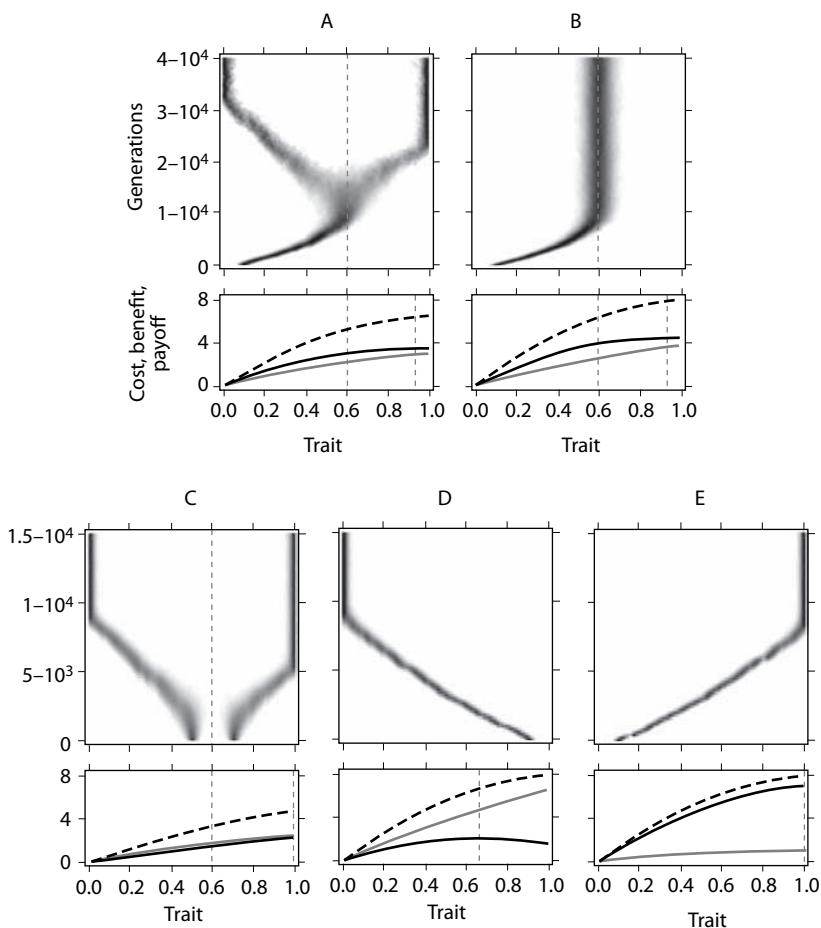 A B
4–10⁴
3–10⁴
2–10⁴
1–10⁴
0
Generations
8
4
0
Cost, benefit,
payoff
0.0 0.2 0.4 0.6 0.8 1.0 0.0 0.2 0.4 0.6 0.8 1.0
Trait Trait
C D E
1.5–10⁴
1–10⁴
5–10³
0
8
4
0
0.0 0.2 0.4 0.6 0.8 1.0 0.0 0.2 0.4 0.6 0.8 1.0 0.0 0.2 0.4 0.6 0.8 1.0
Trait Trait Trait